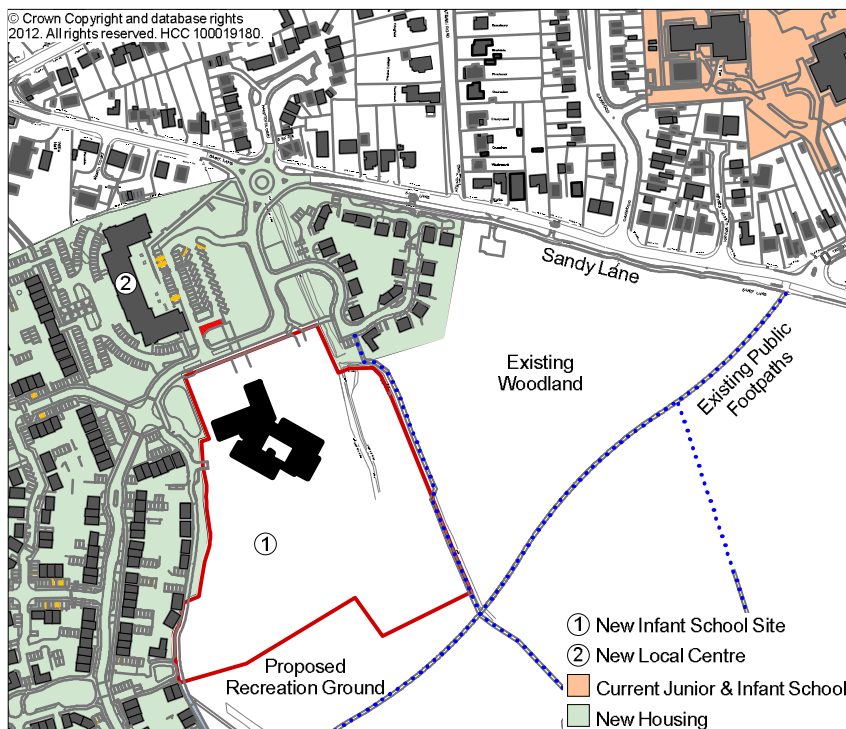 © Crown Copyright and database rights
2012. All rights reserved. HCC 100019180.
2
Sandy Lane
Existing
Woodland
Existing Public
Footpaths
1
Proposed
Recreation Ground
1 New Infant School Site
2 New Local Centre
Current Junior & Infant School
New Housing